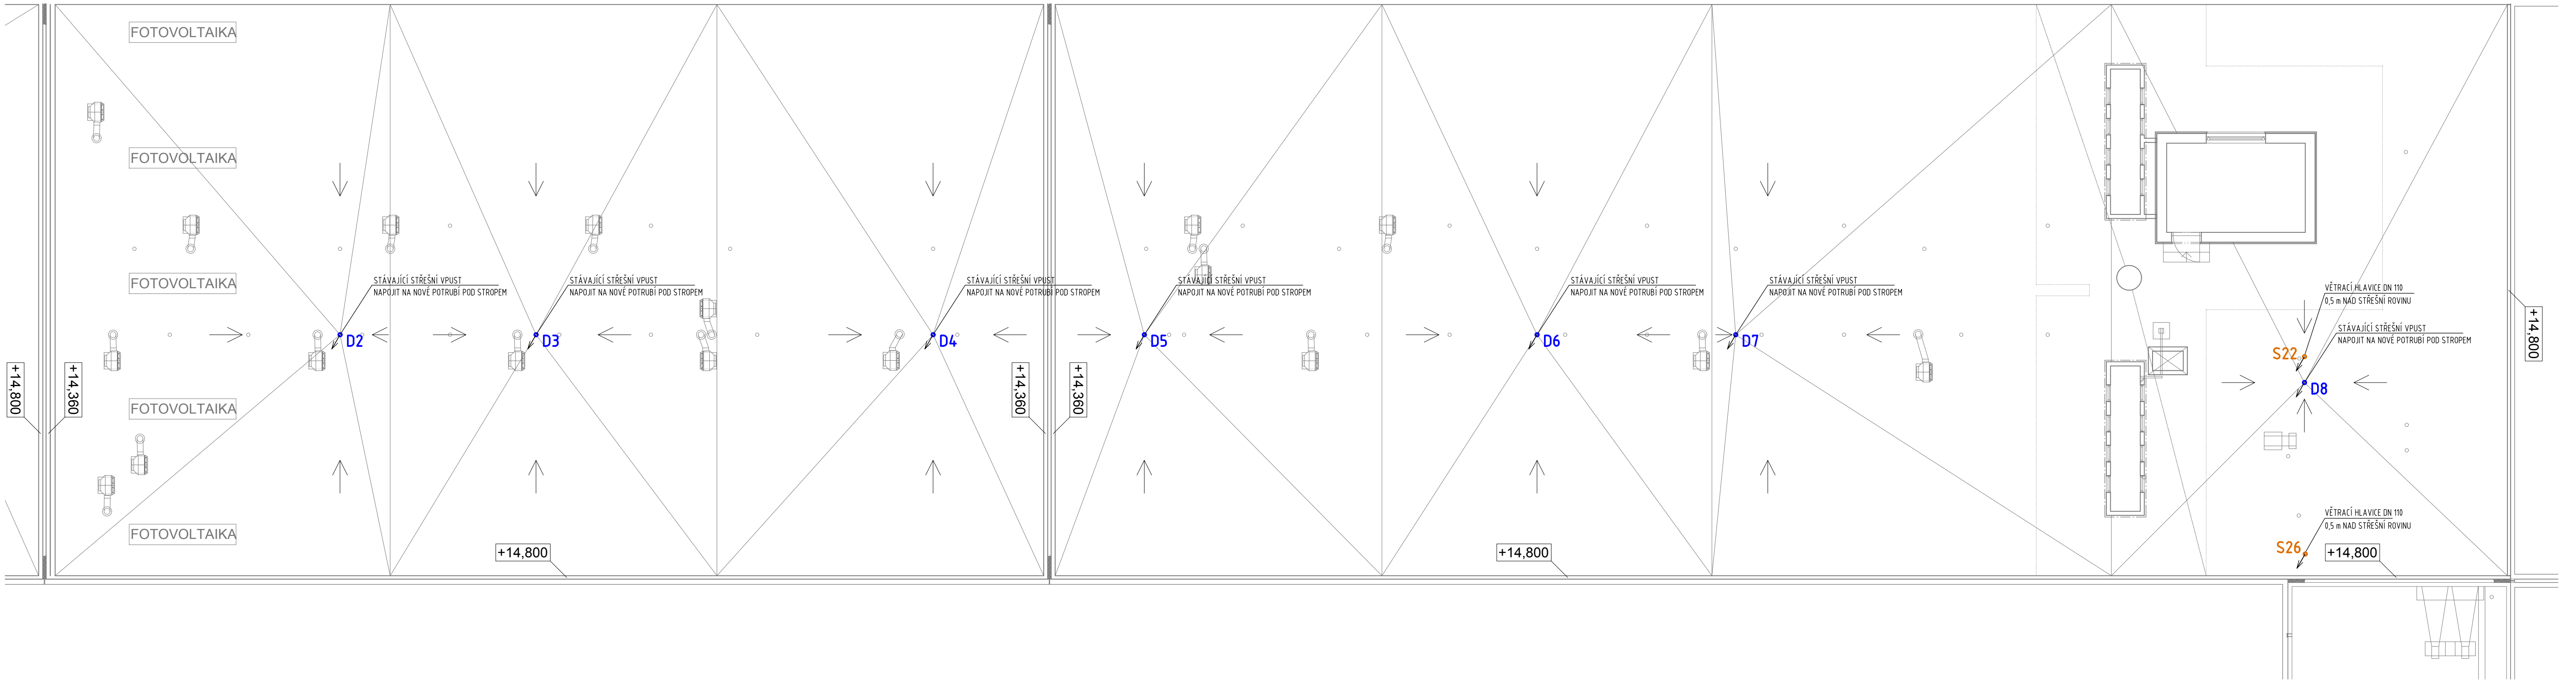 FOTOVOLTAIKA
FOTOVOLTAIKA
FOTOVOLTAIKA
FOTOVOLTAIKA
FOTOVOLTAIKA
STÁVAJÍCÍ STŘEŠNÍ VPUST
NAPOJIT NA NOVÉ POTRUBÍ POD STROPEM
D2
STÁVAJÍCÍ STŘEŠNÍ VPUST
NAPOJIT NA NOVÉ POTRUBÍ POD STROPEM
D3
STÁVAJÍCÍ STŘEŠNÍ VPUST
NAPOJIT NA NOVÉ POTRUBÍ POD STROPEM
D4
STÁVAJÍCÍ STŘEŠNÍ VPUST
NAPOJIT NA NOVÉ POTRUBÍ POD STROPEM
D5
STÁVAJÍCÍ STŘEŠNÍ VPUST
NAPOJIT NA NOVÉ POTRUBÍ POD STROPEM
D6
STÁVAJÍCÍ STŘEŠNÍ VPUST
NAPOJIT NA NOVÉ POTRUBÍ POD STROPEM
D7
VĚTRACÍ HLAVICE DN 110
0,5 m NAD STŘEŠNÍ ROVINU
S22
STÁVAJÍCÍ STŘEŠNÍ VPUST
NAPOJIT NA NOVÉ POTRUBÍ POD STROPEM
D8
VĚTRACÍ HLAVICE DN 110
0,5 m NAD STŘEŠNÍ ROVINU
S26
+14,800
+14,360
+14,360
+14,360
+14,800
+14,800
+14,800
+14,800